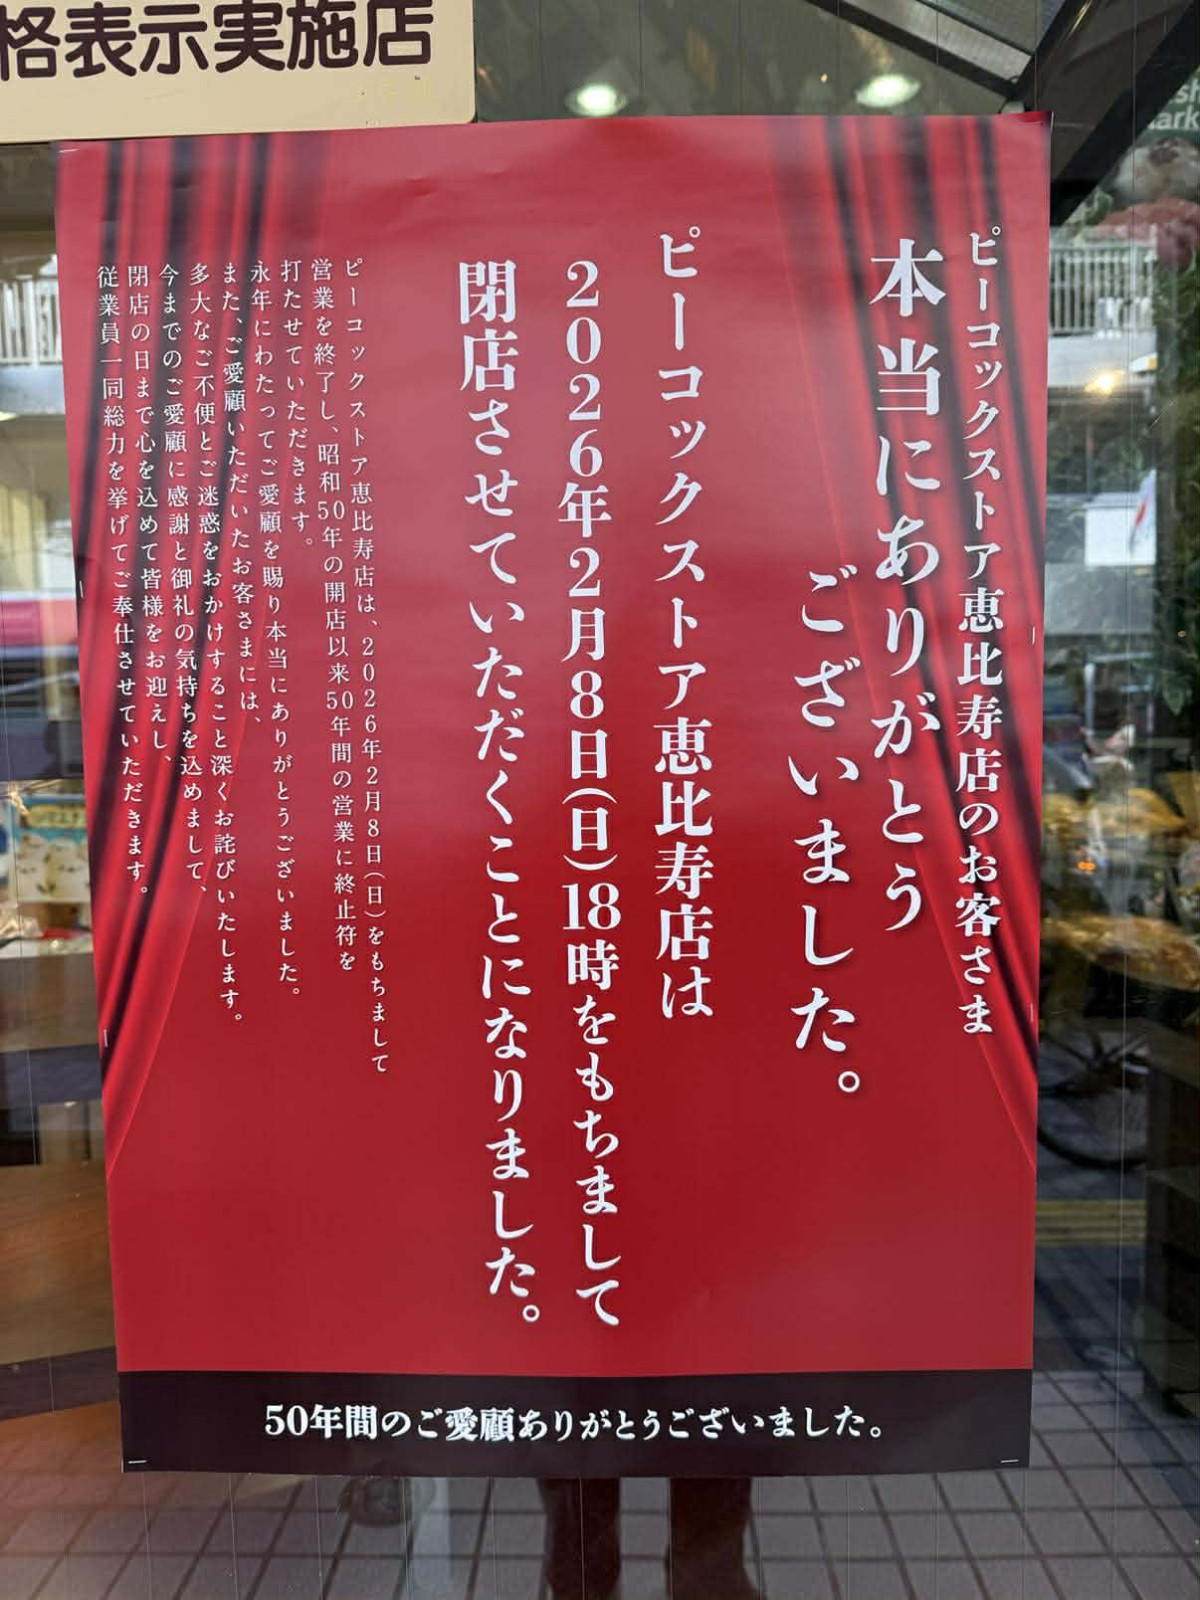 格表示実施店
ピーコックストア恵比寿店のお客さま
本当にありがとう
ございました。
ピーコックストア恵比寿店は
2026年2月8日(日)18時をもちまして
閉店させていただくことになりました。
ピーコックストア恵比寿店は、2026年2月8日(日)をもちまして
営業を終了し、昭和50年の開店以来50年間の営業に終止符を
打たせていただきます。
永年にわたってご愛顧を賜り本当にありがとうございました。
また、ご愛顧いただいたお客さまには、
多大なご不便とご迷惑をおかけすること深くお詫びいたします。
今までのご愛顧に感謝と御礼の気持ちを込めまして、
閉店の日まで心を込めて皆様をお迎えし、
従業員一同総力を挙げてご奉仕させていただきます。
50年間のご愛顧ありがとうございました。